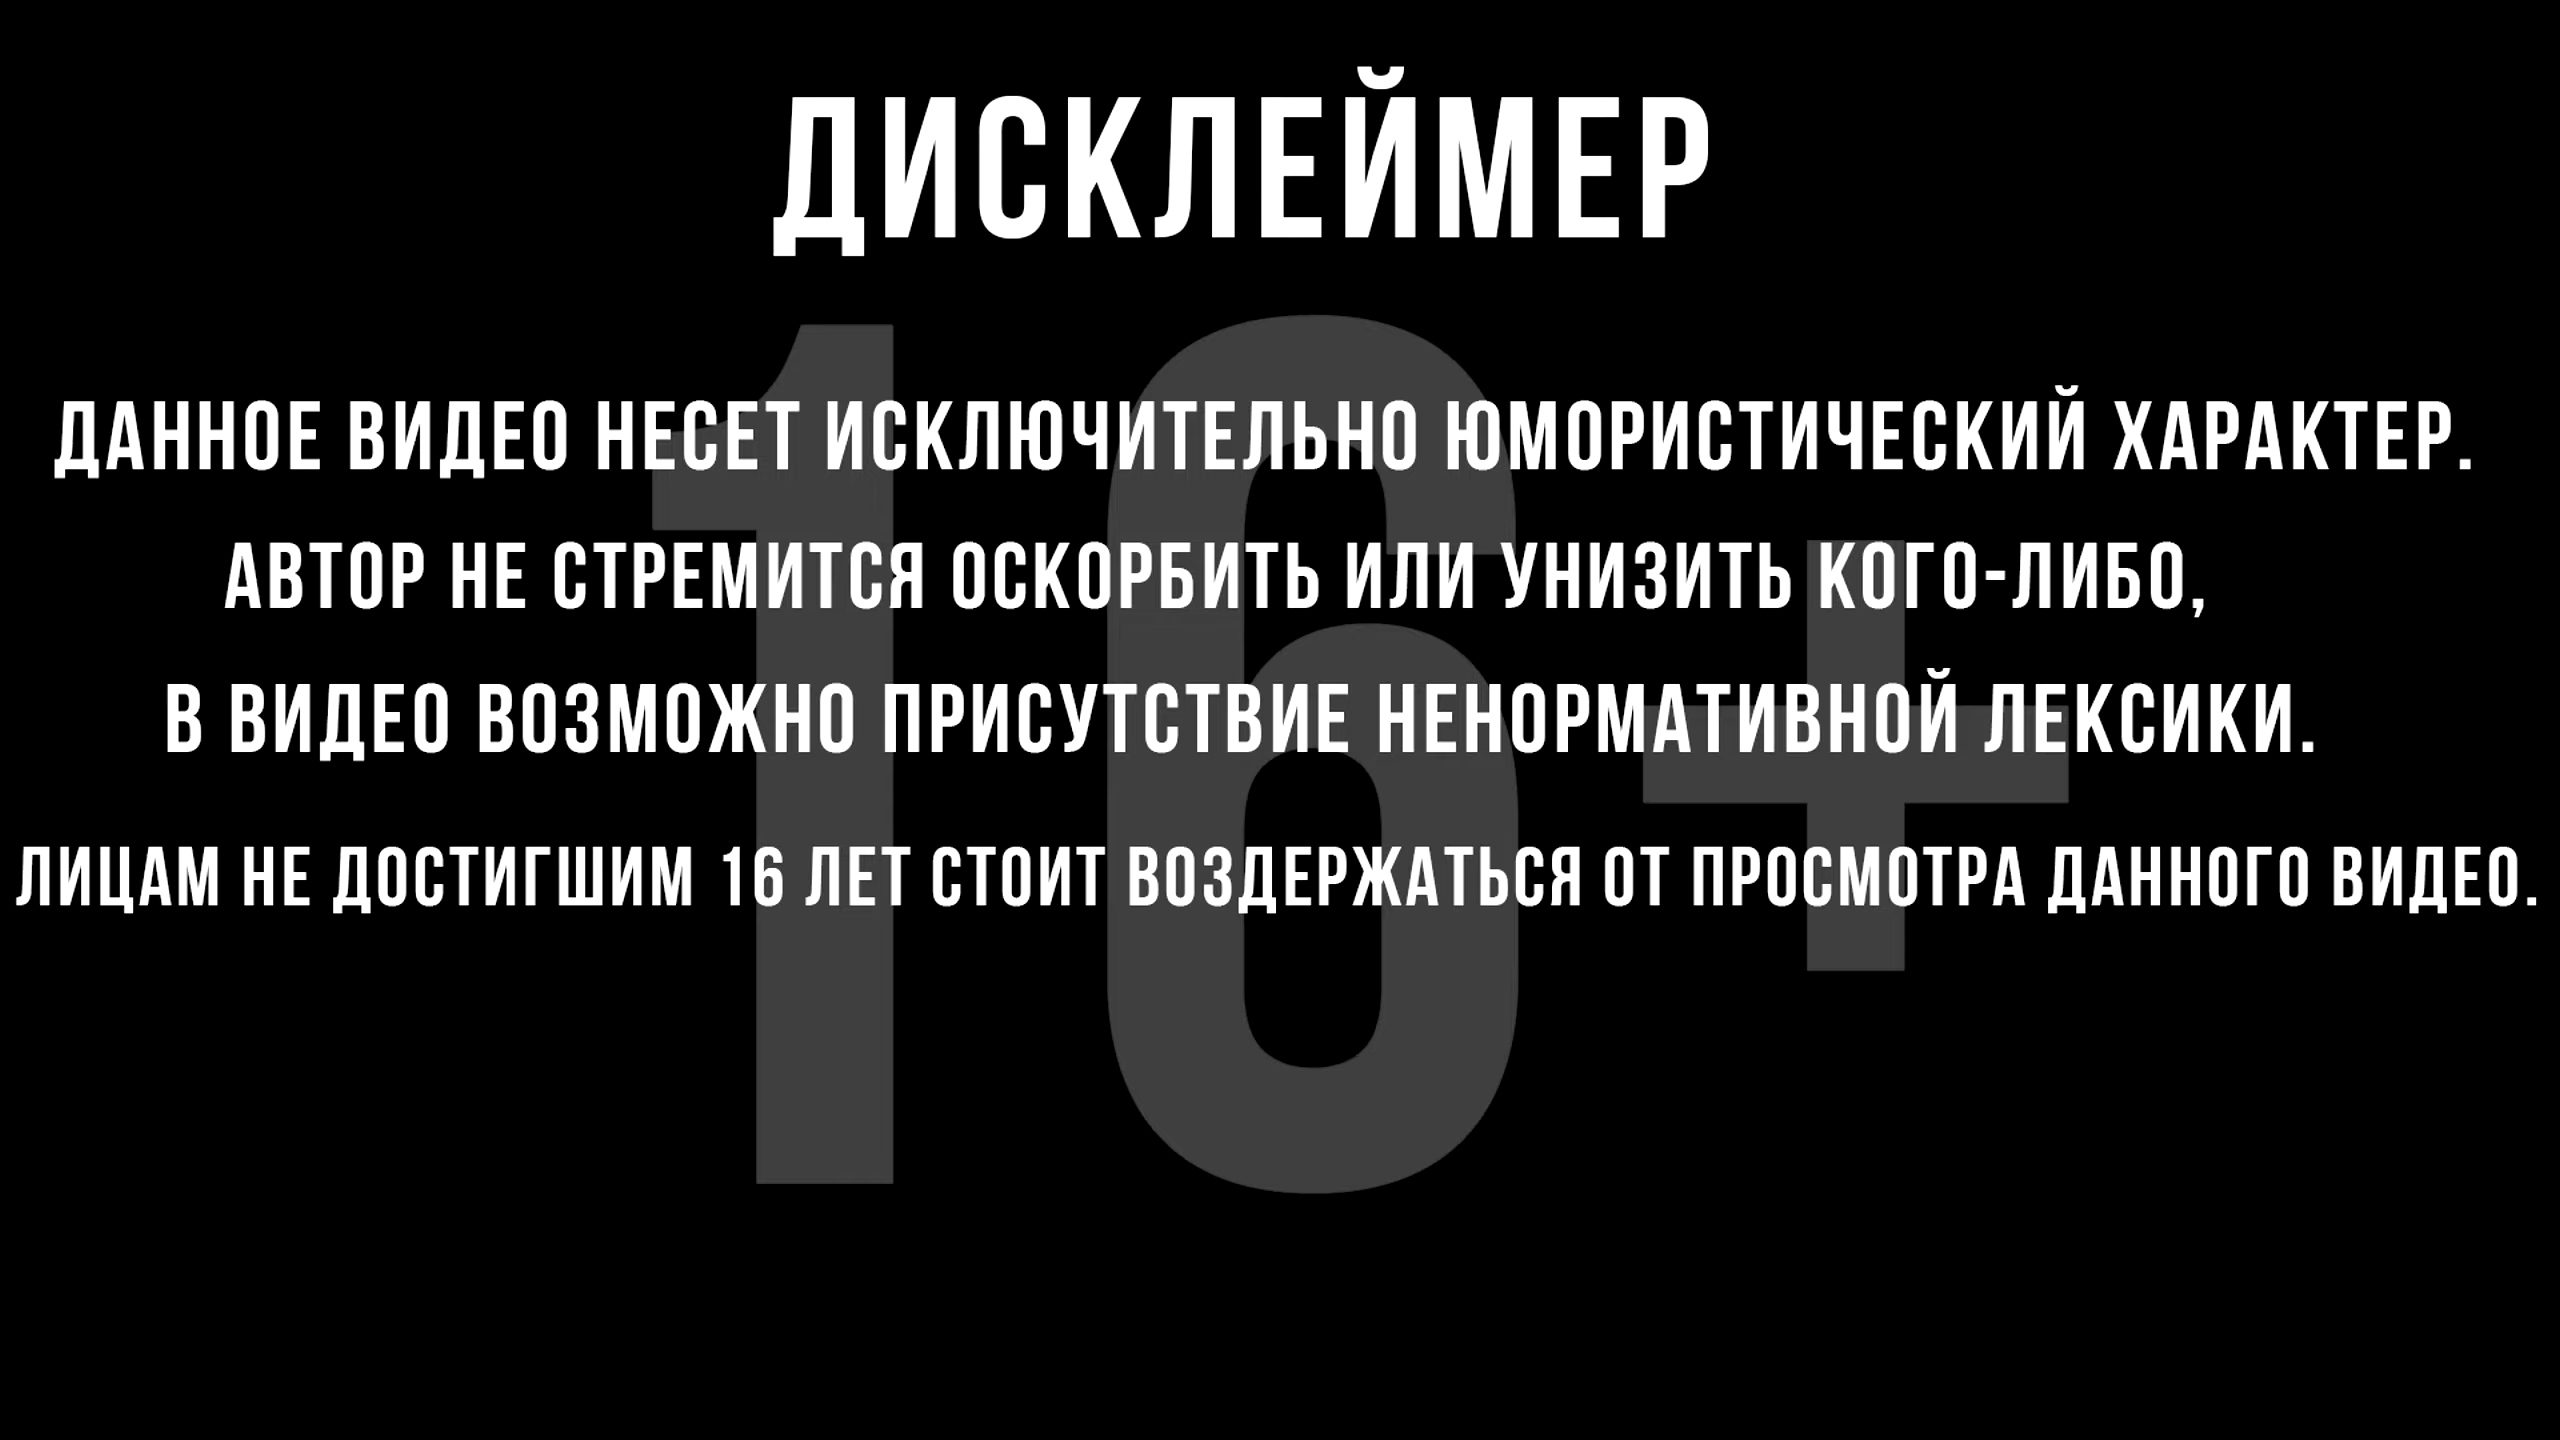 ДИСКЛЕЙМЕР
ДАННОЕ ВИДЕО НЕСЕТ ИСКЛЮЧИТЕЛЬНО ЮМОРИСТИЧЕСКИЙ ХАРАКТЕР.
АВТОР НЕ СТРЕМИТСЯ ОСКОРБИТЬ ИЛИ УНИЗИТЬ КОГО-ЛИБО,
В ВИДЕО ВОЗМОЖНО ПРИСУТСТВИЕ НЕНОРМАТИВНОЙ ЛЕКСИКИ.
ЛИЦАМ НЕ ДОСТИГШИМ 16 ЛЕТ СТОИТ ВОЗДЕРЖАТЬСЯ ОТ ПРОСМОТРА ДАННОГО ВИДЕО.
16+